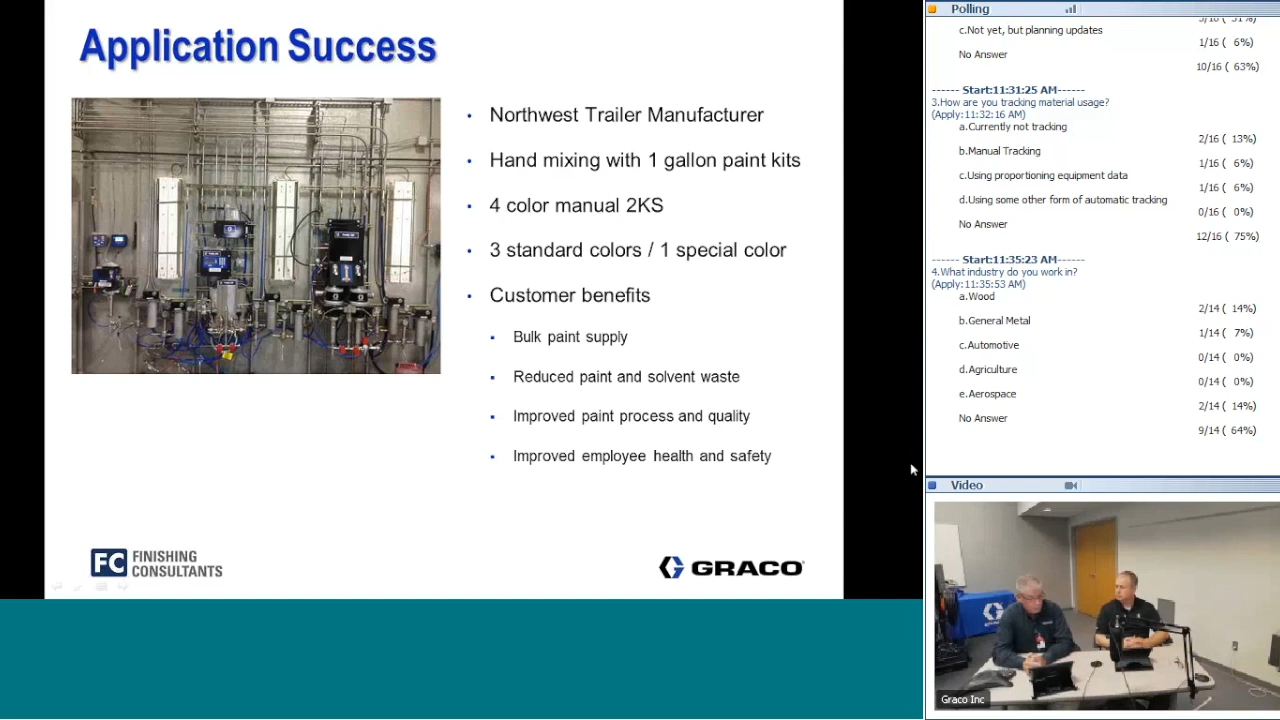 Application Success
Northwest Trailer Manufacturer
Hand mixing with 1 gallon paint kits
4 color manual 2KS
3 standard colors / 1 special color
Customer benefits
Bulk paint supply
Reduced paint and solvent waste
Improved paint process and quality
Improved employee health and safety
FC FINISHING
CONSULTANTS
GRACO
Polling
c.Not yet, but planning updates
1/16 ( 6%)
No Answer
10/16 ( 63%)
------ Start:11:31:25 AM------
3.How are you tracking material usage?
(Apply:11:32:16 AM)
a.Currently not tracking
2/16 ( 13%)
b.Manual Tracking
1/16 ( 6%)
c.Using proportioning equipment data
1/16 ( 6%)
d.Using some other form of automatic tracking
0/16 ( 0%)
No Answer
12/16 ( 75%)
------ Start:11:35:23 AM------
4.What industry do you work in?
(Apply:11:35:53 AM)
a.Wood
2/14 ( 14%)
b.General Metal
1/14 ( 7%)
c.Automotive
0/14 ( 0%)
d.Agriculture
0/14 ( 0%)
e.Aerospace
2/14 ( 14%)
No Answer
9/14 ( 64%)
Video
Graco Inc